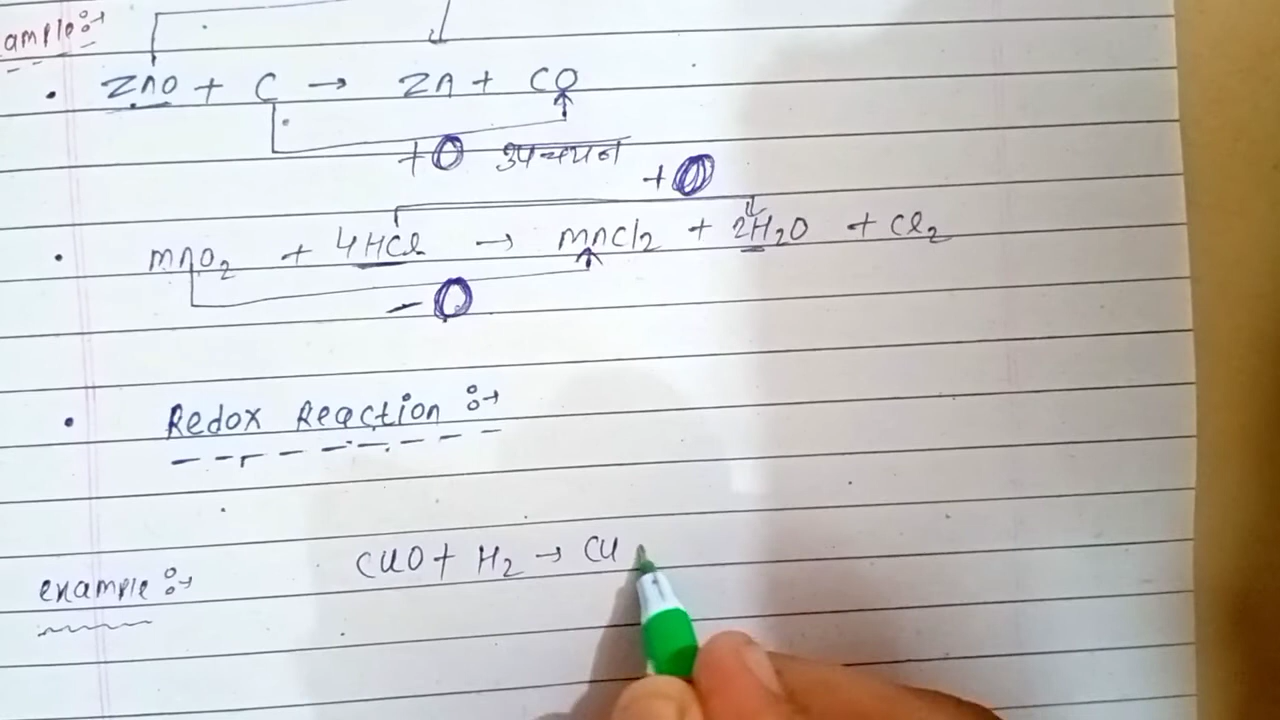 ample :→
• ZnO + C → Zn + CO
+O उपचयन
+O
• mnO₂ + 4HCl → mnCl₂ + 2H₂O + Cl₂
– O
• Redox Reaction :→
example :→ CuO + H₂ → Cu